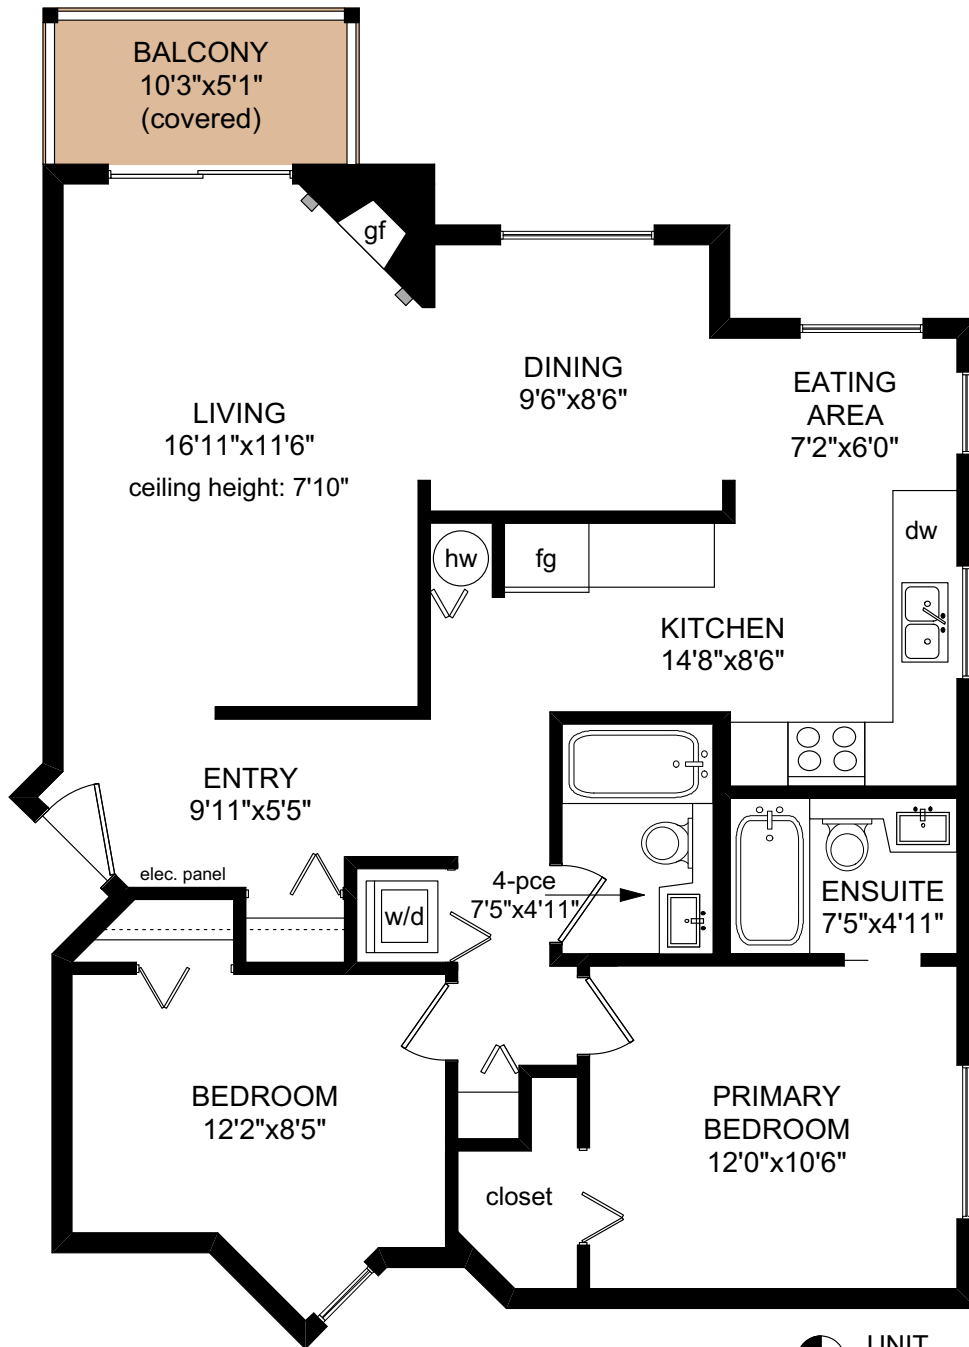 BALCONY
10'3"x5'1"
(covered)
gf
DINING
9'6"x8'6"
EATING
AREA
7'2"x6'0"
LIVING
16'11"x11'6"
ceiling height: 7'10"
dw
hw
fg
KITCHEN
14'8"x8'6"
ENTRY
9'11"x5'5"
elec. panel
w/d
4-pce
7'5"x4'11"
ENSUITE
7'5"x4'11"
BEDROOM
12'2"x8'5"
PRIMARY
BEDROOM
12'0"x10'6"
closet
UNIT